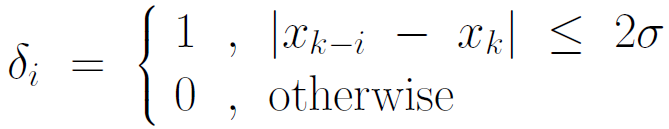 δ_i = { 1 , |x_{k−i} − x_k| ≤ 2σ
0 , otherwise